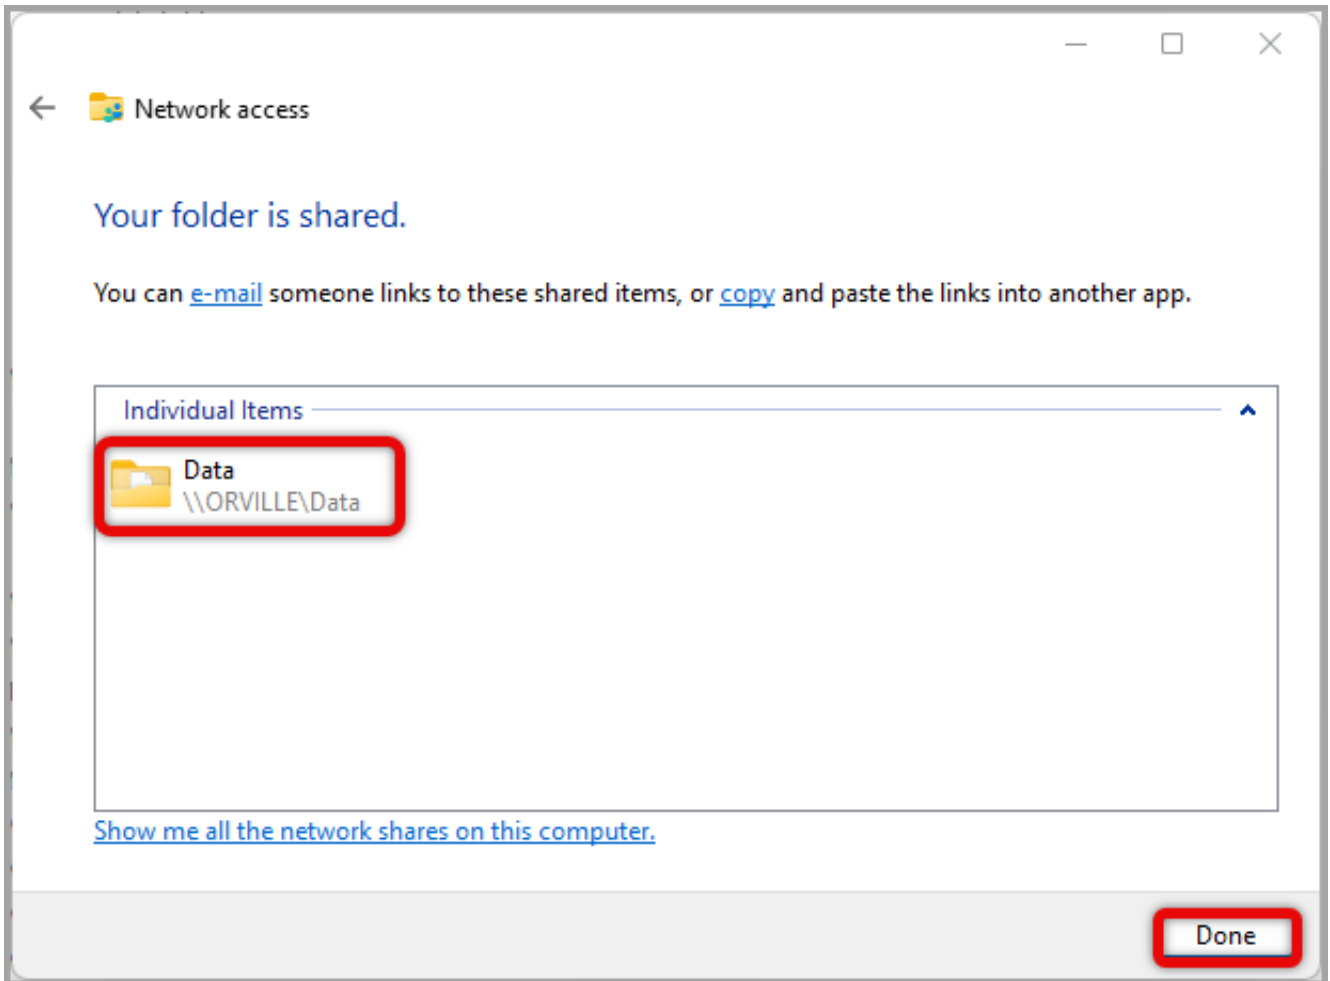 Network access
Your folder is shared.
You can e-mail someone links to these shared items, or copy and paste the links into another app.
Individual Items
Data
\\ORVILLE\Data
Show me all the network shares on this computer.
Done